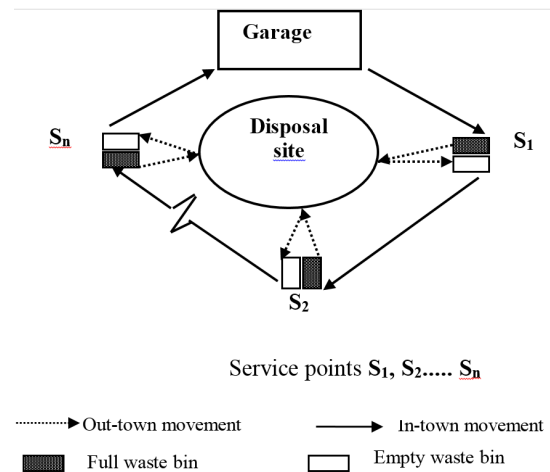 Garage
Disposal
site
Sn
S1
S2
Service points S1, S2..... Sn
Out-town movement
In-town movement
Full waste bin
Empty waste bin